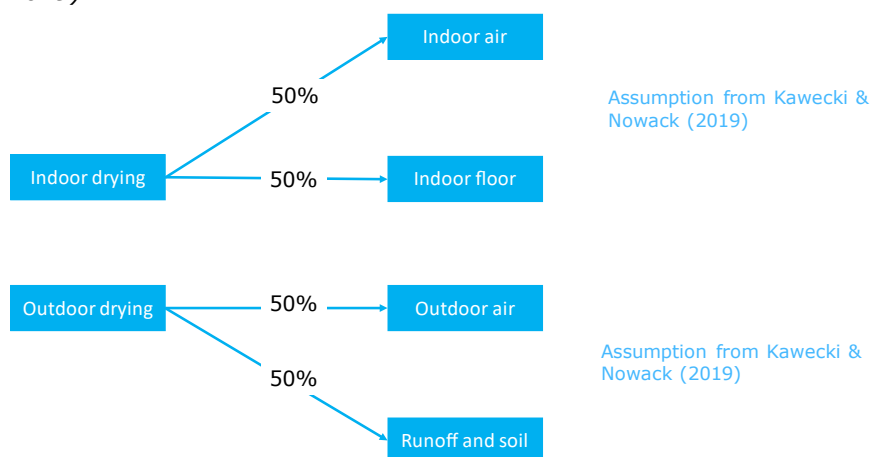 Indoor air
50%
Assumption from Kawecki &
Nowack (2019)
Indoor drying
50%
Indoor floor
Outdoor drying
50%
Outdoor air
Assumption from Kawecki &
Nowack (2019)
50%
Runoff and soil